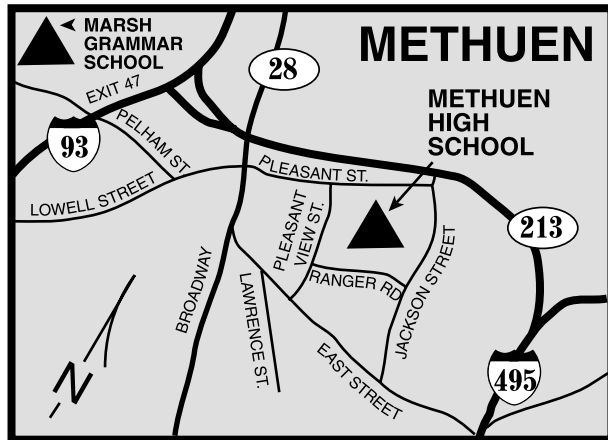 MARSH
GRAMMAR
SCHOOL
METHUEN
28
EXIT 47
METHUEN
HIGH
SCHOOL
93
PELHAM ST
PLEASANT ST.
LOWELL STREET
PLEASANT
VIEW ST.
213
RANGER RD
JACKSON STREET
BROADWAY
LAWRENCE ST.
EAST STREET
495
N